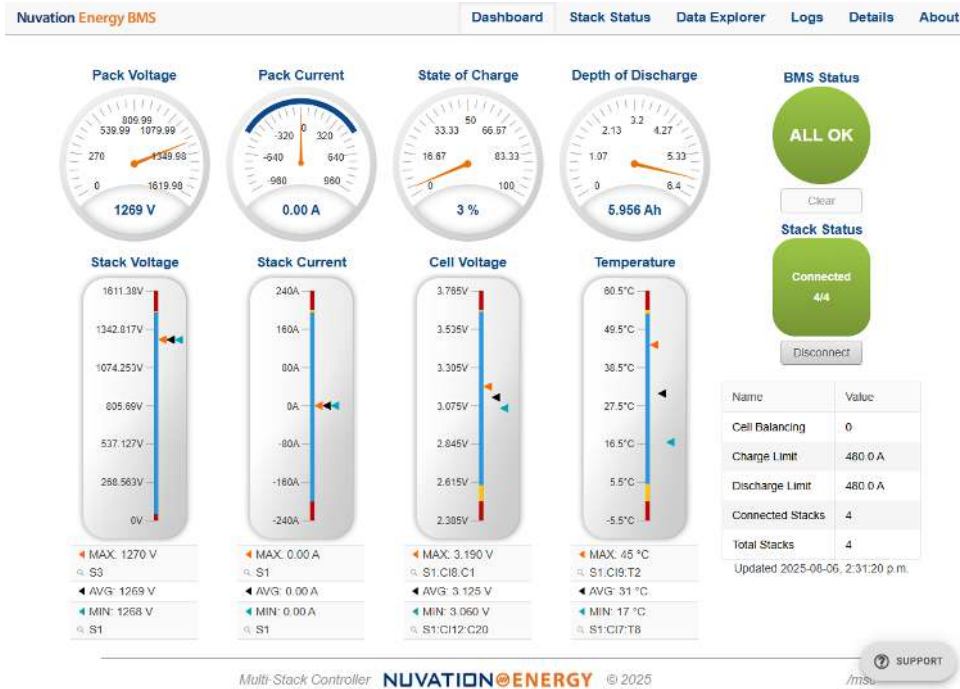 Nuvation Energy BMS
Dashboard Stack Status Data Explorer Logs Details About
Pack Voltage
0 270 539.99 809.99 1079.99 1349.98 1619.98
1269 V
Pack Current
-960 -640 -320 0 320 640 960
0.00 A
State of Charge
0 16.67 33.33 50 66.67 83.33 100
3 %
Depth of Discharge
0 1.07 2.13 3.2 4.27 5.33 6.4
5.956 Ah
BMS Status
ALL OK
Clear
Stack Status
Connected
4/4
Disconnect
Stack Voltage
1611.38V
1342.817V
1074.253V
805.69V
537.127V
268.563V
0V
MAX: 1270 V
S3
AVG: 1269 V
MIN: 1268 V
S1
Stack Current
240A
160A
80A
0A
-80A
-160A
-240A
MAX: 0.00 A
S1
AVG: 0.00 A
MIN: 0.00 A
S1
Cell Voltage
3.765V
3.535V
3.305V
3.075V
2.845V
2.615V
2.385V
MAX: 3.190 V
S1:CI8:C1
AVG: 3.125 V
MIN: 3.060 V
S1:CI12:C20
Temperature
60.5°C
49.5°C
38.5°C
27.5°C
16.5°C
5.5°C
-5.5°C
MAX: 45 °C
S1:CI9:T2
AVG: 31 °C
MIN: 17 °C
S1:CI7:T8
Name Value
Cell Balancing 0
Charge Limit 480.0 A
Discharge Limit 480.0 A
Connected Stacks 4
Total Stacks 4
Updated 2025-08-06, 2:31:20 p.m.
SUPPORT
Multi-Stack Controller NUVATION ENERGY © 2025